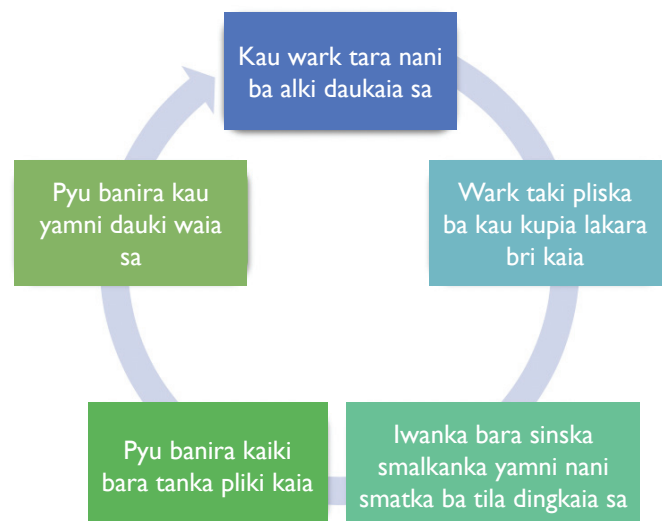 Kau wark tara nani
ba alki daukaia sa
Wark taki pliska
ba kau kupia lakara
bri kaia
Iwanka bara sinska
smalkanka yamni nani
smatka ba tila dingkaia sa
Pyu banira kaiki
bara tanka pliki kaia
Pyu banira kau
yamni dauki waia
sa